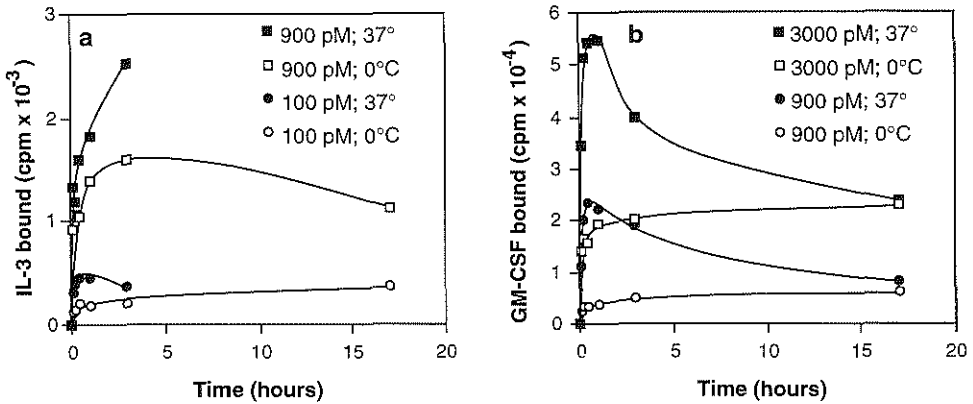 a
900 pM; 37°
900 pM; 0°C
100 pM; 37°
100 pM; 0°C
IL-3 bound (cpm x 10⁻³)
3
2
1
0
0 5 10 15 20
Time (hours)
b
3000 pM; 37°
3000 pM; 0°C
900 pM; 37°
900 pM; 0°C
GM-CSF bound (cpm x 10⁻⁴)
6
5
4
3
2
1
0
0 5 10 15 20
Time (hours)